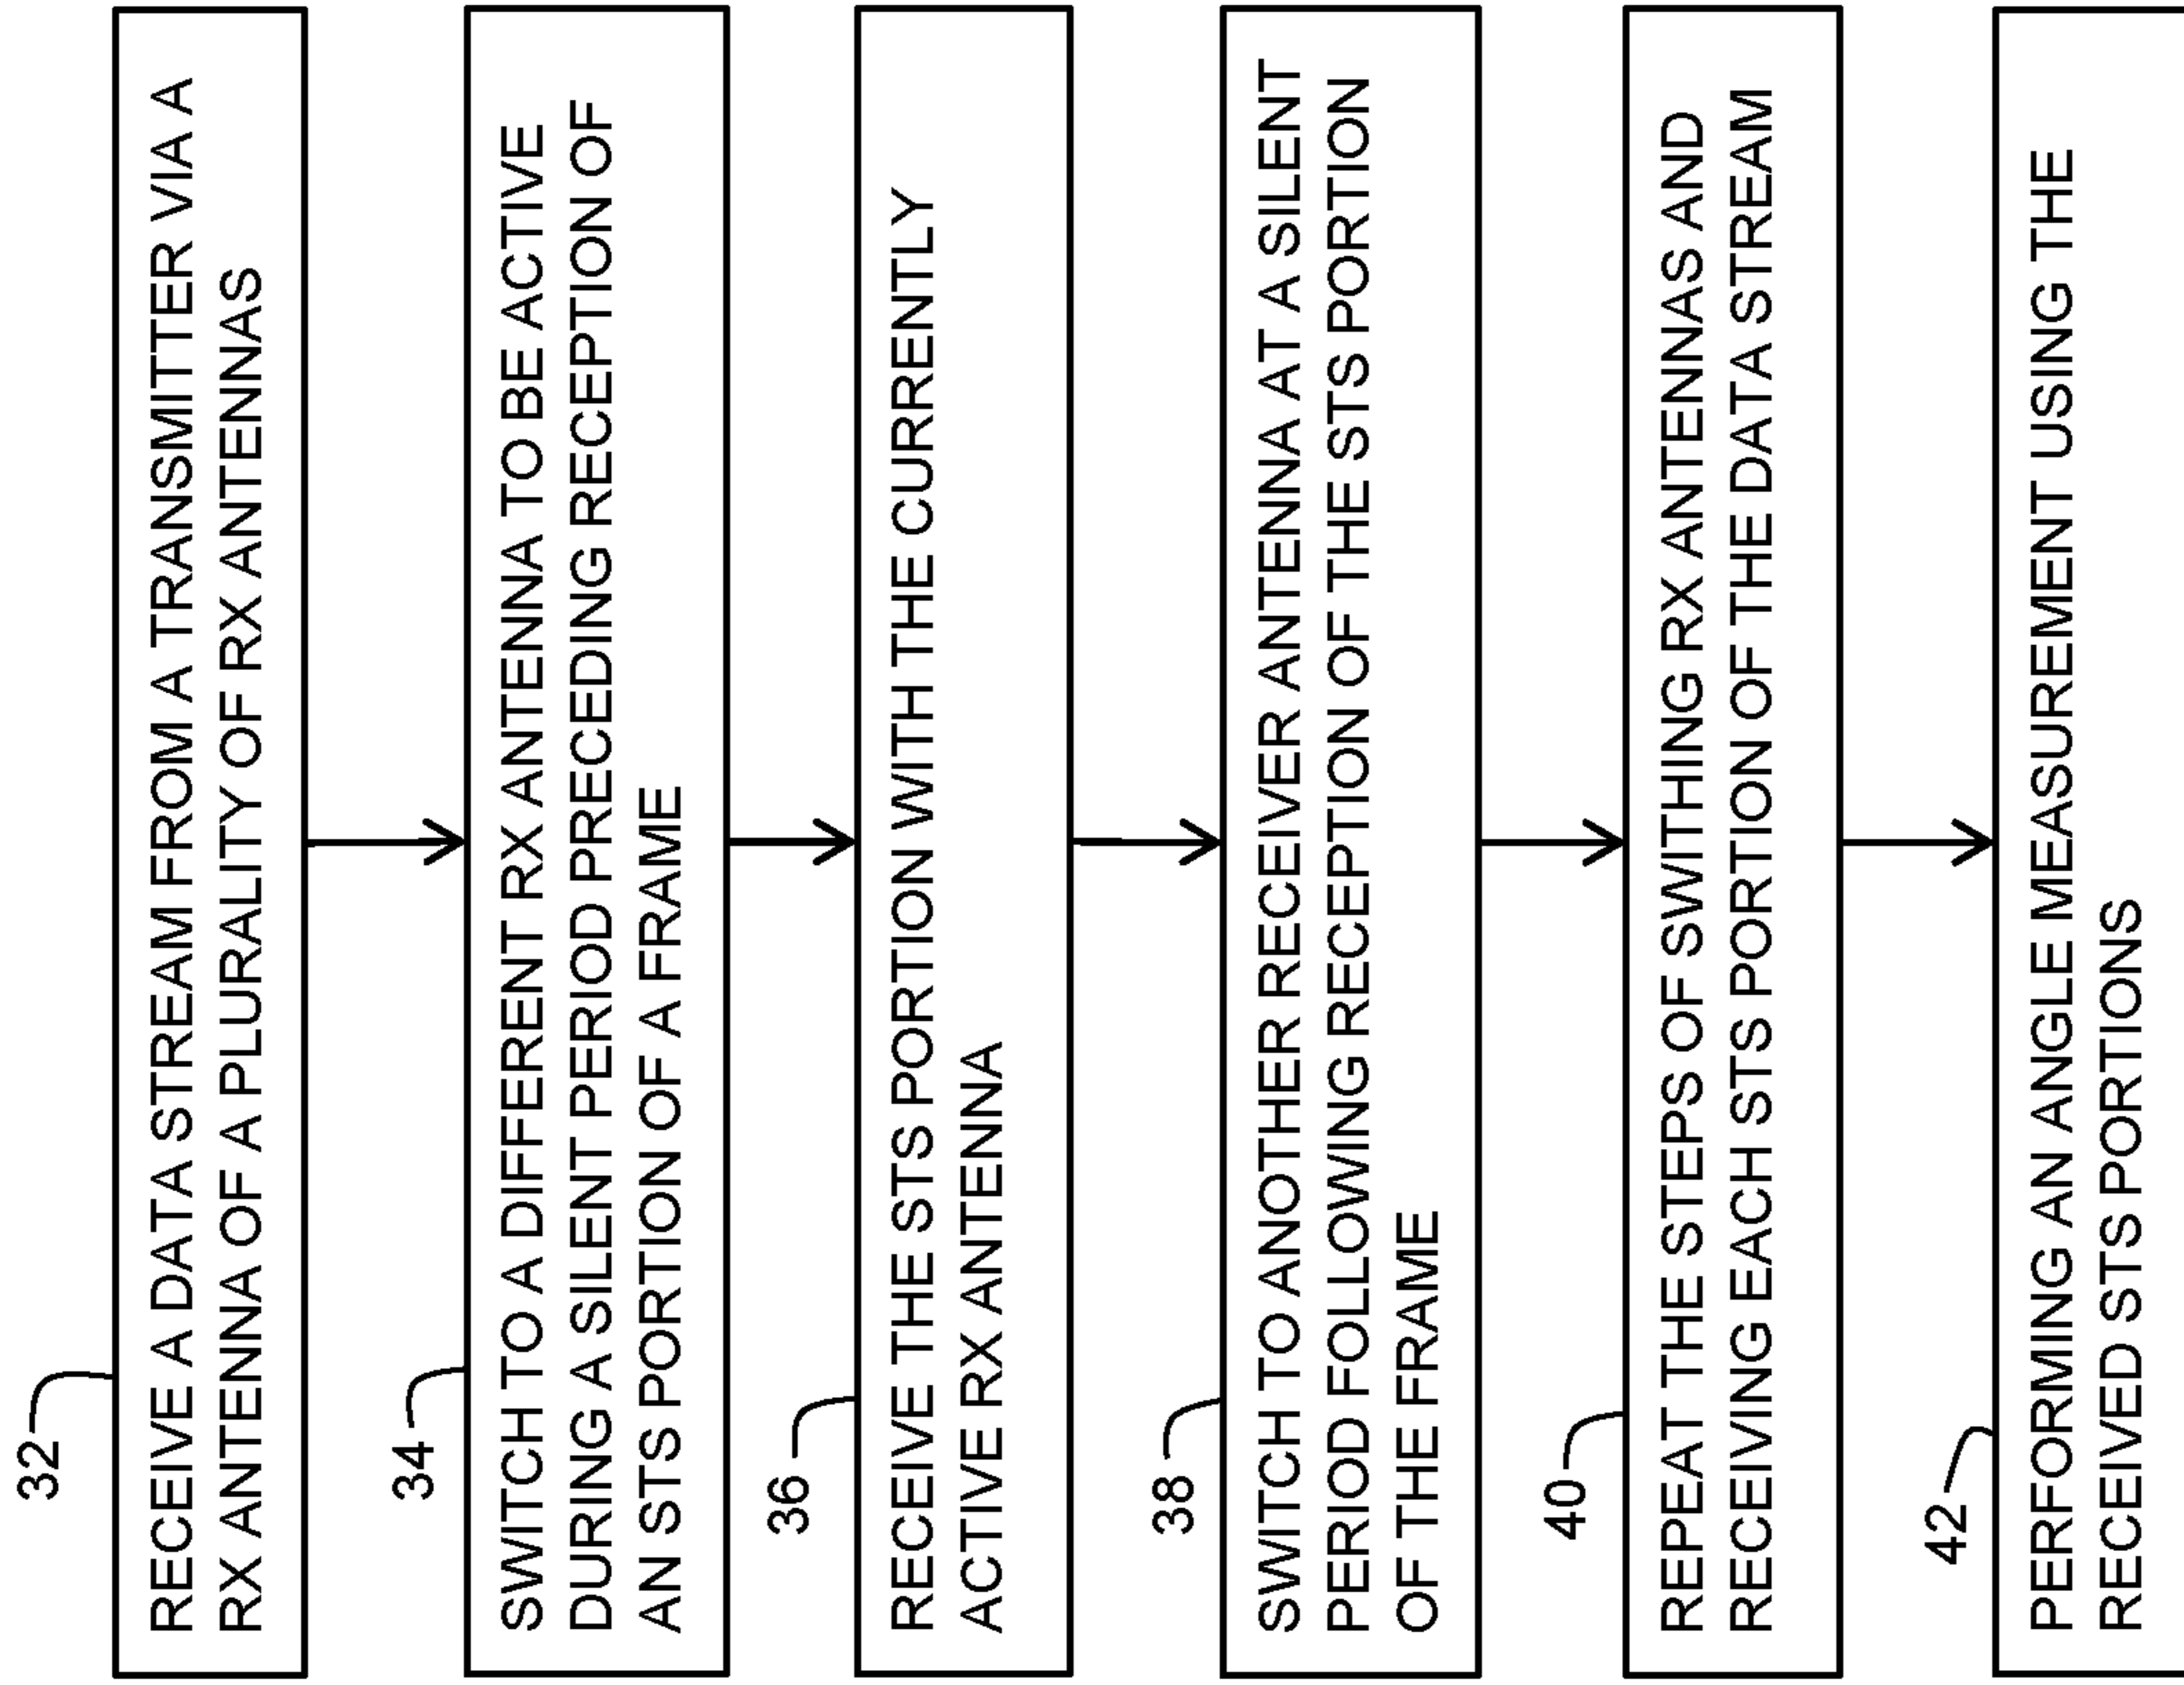 32
RECEIVE A DATA STREAM FROM A TRANSMITTER VIA A
RX ANTENNA OF A PLURALITY OF RX ANTENNAS
34
SWITCH TO A DIFFERENT RX ANTENNA TO BE ACTIVE
DURING A SILENT PERIOD PRECEDING RECEPTION OF
AN STS PORTION OF A FRAME
36
RECEIVE THE STS PORTION WITH THE CURRENTLY
ACTIVE RX ANTENNA
38
SWITCH TO ANOTHER RECEIVER ANTENNA AT A SILENT
PERIOD FOLLOWING RECEPTION OF THE STS PORTION
OF THE FRAME
40
REPEAT THE STEPS OF SWITHING RX ANTENNAS AND
RECEIVING EACH STS PORTION OF THE DATA STREAM
42
PERFORMING AN ANGLE MEASUREMENT USING THE
RECEIVED STS PORTIONS